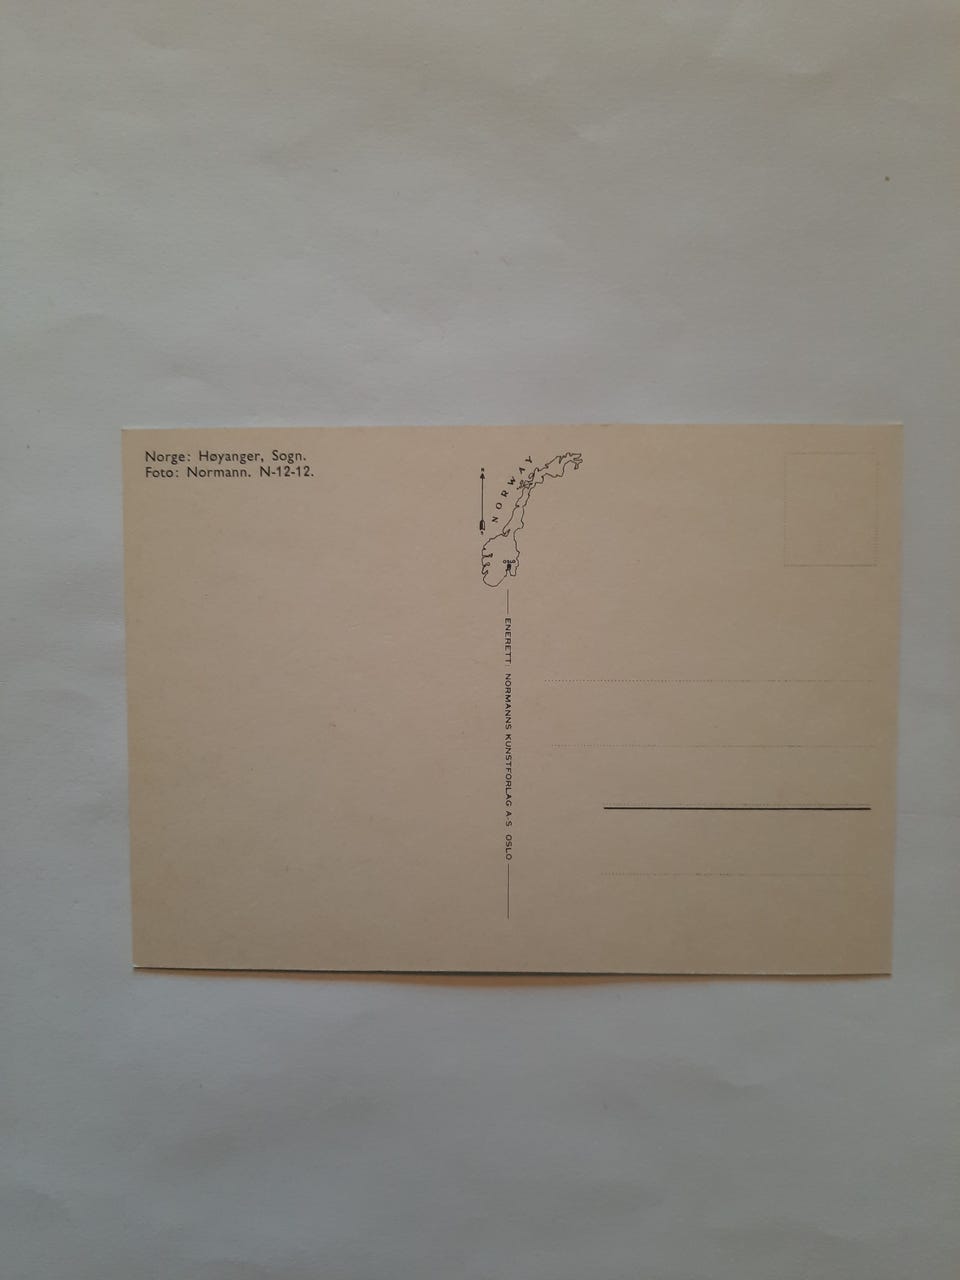 Norge: Høyanger, Sogn.
Foto: Normann. N-12-12.
NORWAY
ENERETT: NORMANNS KUNSTFORLAG A·S OSLO